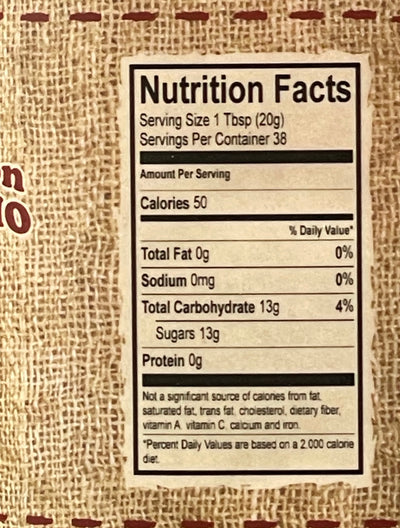 n
10
Nutrition Facts
Serving Size 1 Tbsp (20g)
Servings Per Container 38
Amount Per Serving
Calories 50
% Daily Value*
Total Fat 0g 0%
Sodium 0mg 0%
Total Carbohydrate 13g 4%
Sugars 13g
Protein 0g
Not a significant source of calories from fat,
saturated fat, trans fat, cholesterol, dietary fiber,
vitamin A, vitamin C, calcium and iron.
*Percent Daily Values are based on a 2,000 calorie
diet.